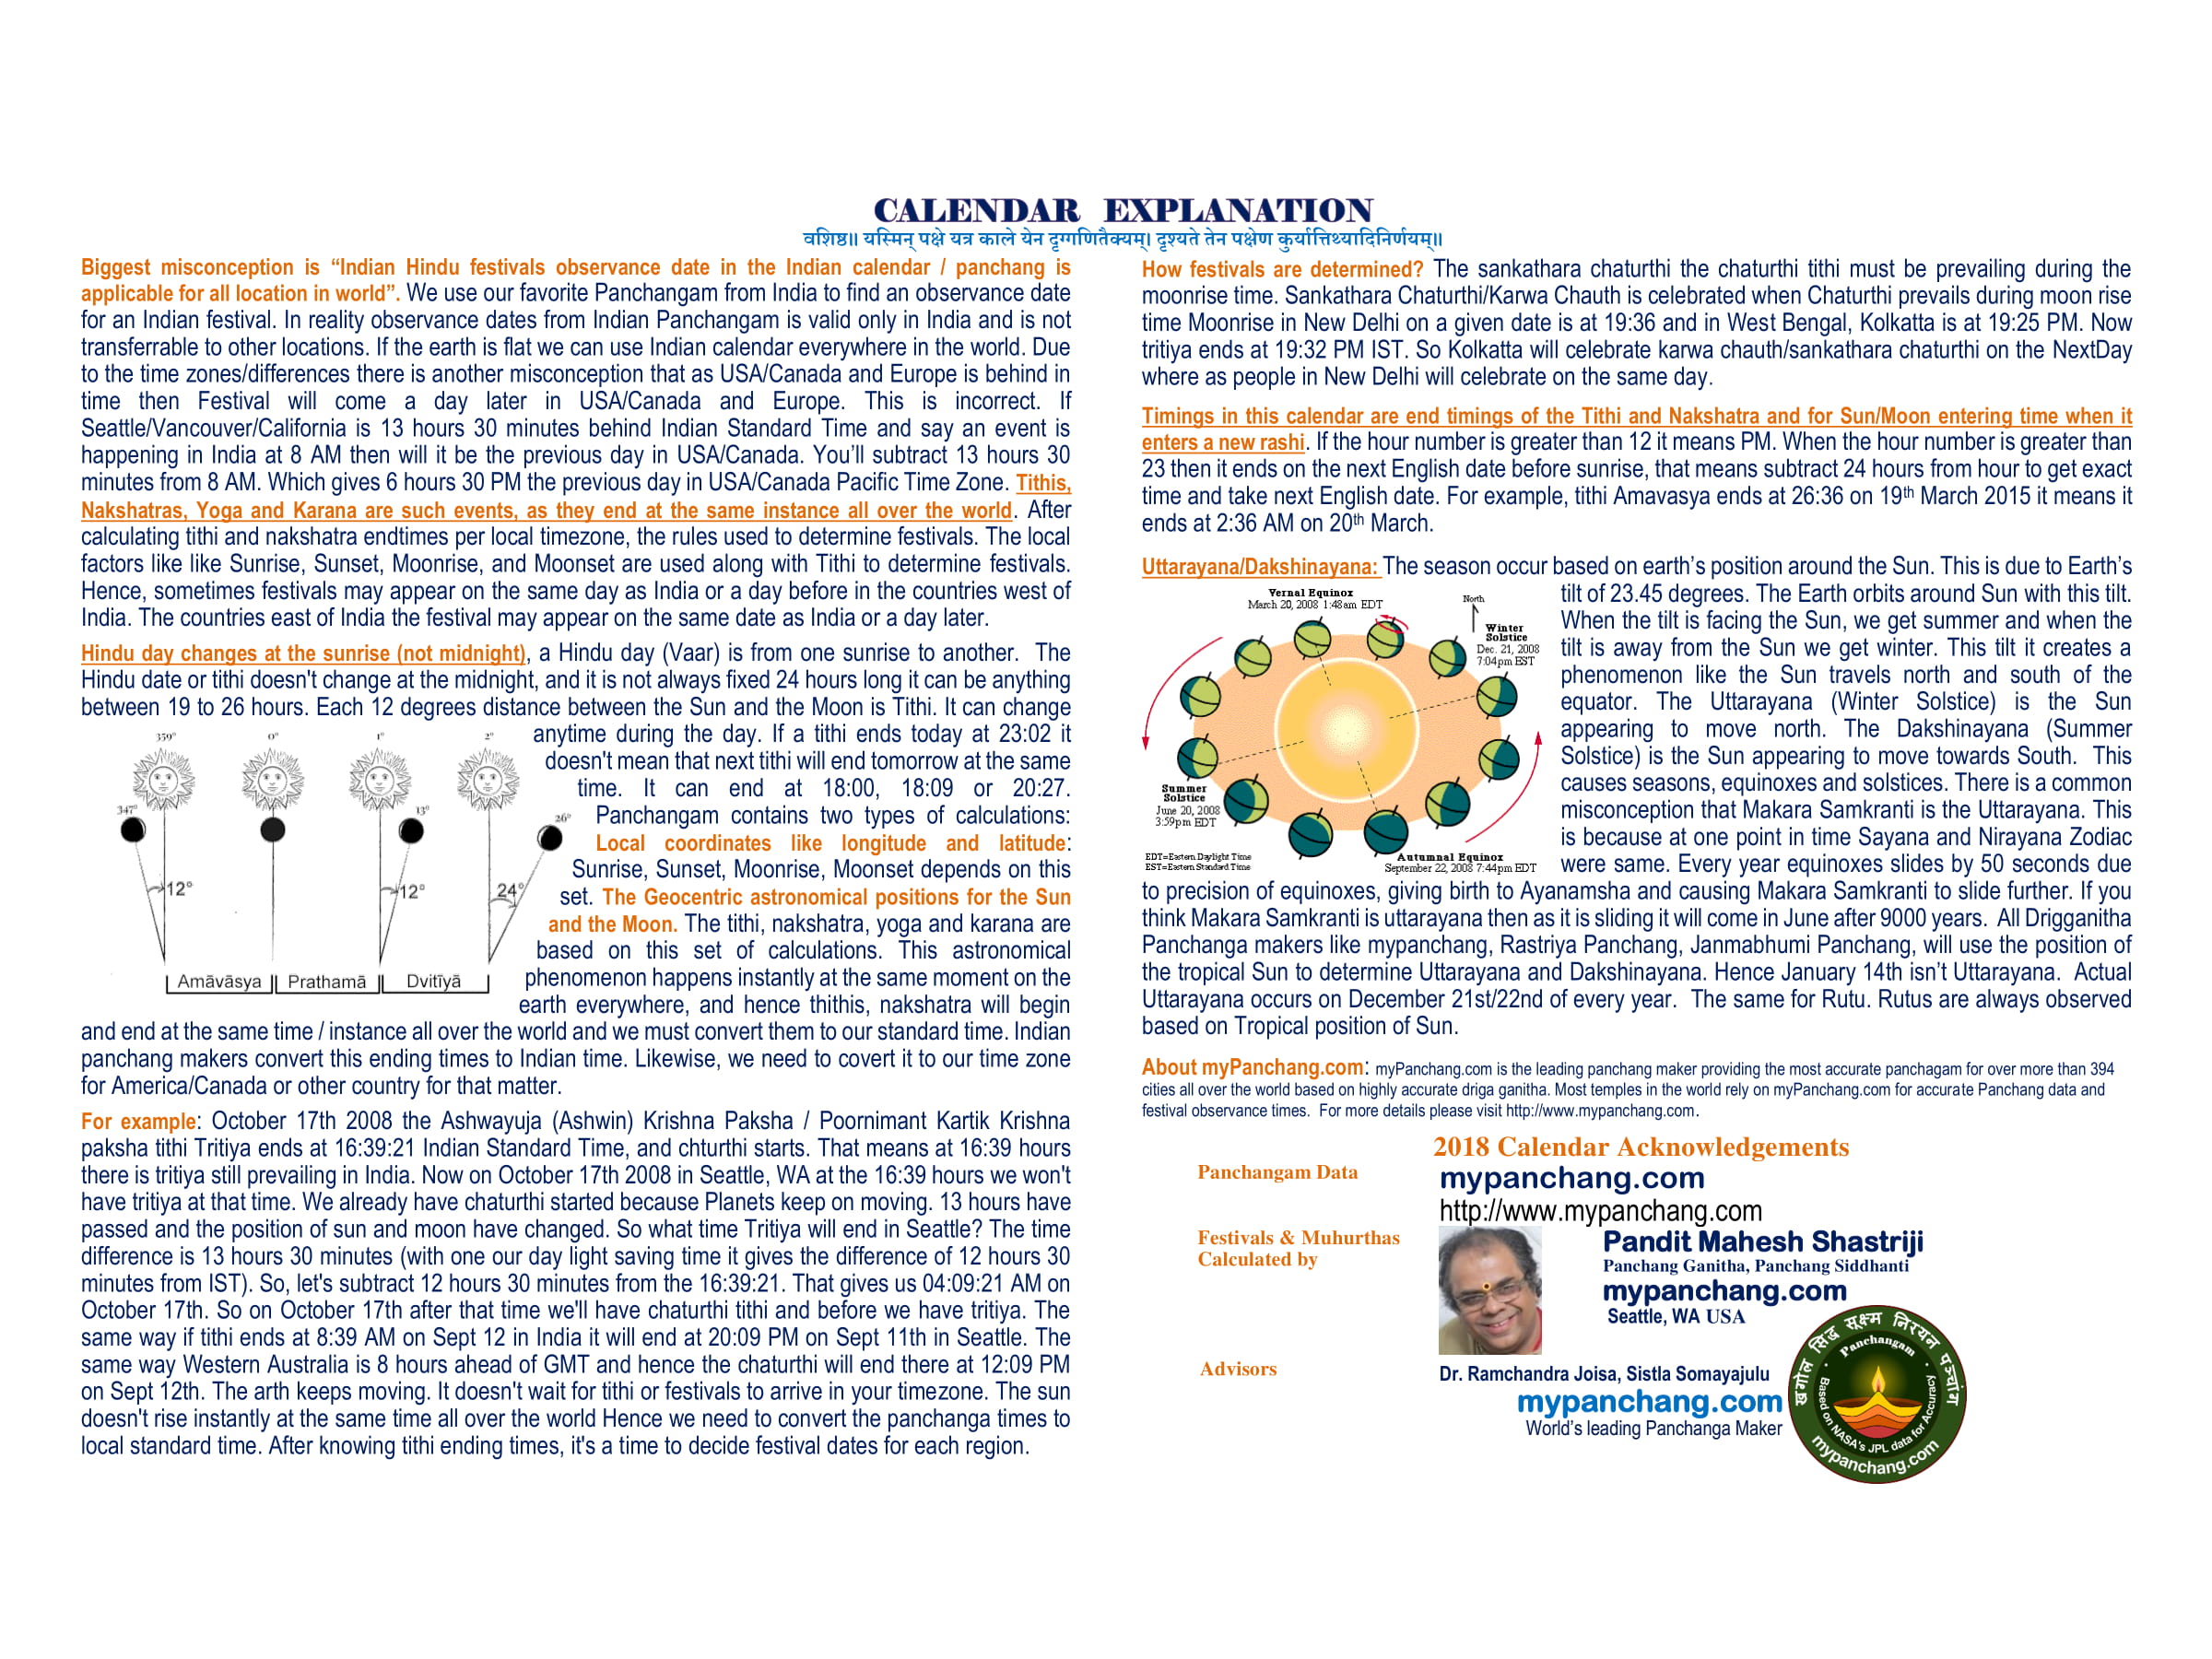 CALENDAR EXPLANATION
वशिष्ठ॥ यस्मिन् पक्षे यत्र काले येन दृग्गणितैक्यम्। दृश्यते तेन पक्षेण कुर्यात्तिथ्यादिनिर्णयम्॥
Biggest misconception is “Indian Hindu festivals observance date in the Indian calendar / panchang is
applicable for all location in world”. We use our favorite Panchangam from India to find an observance date
for an Indian festival. In reality observance dates from Indian Panchangam is valid only in India and is not
transferrable to other locations. If the earth is flat we can use Indian calendar everywhere in the world. Due
to the time zones/differences there is another misconception that as USA/Canada and Europe is behind in
time then Festival will come a day later in USA/Canada and Europe. This is incorrect. If
Seattle/Vancouver/California is 13 hours 30 minutes behind Indian Standard Time and say an event is
happening in India at 8 AM then will it be the previous day in USA/Canada. You’ll subtract 13 hours 30
minutes from 8 AM. Which gives 6 hours 30 PM the previous day in USA/Canada Pacific Time Zone. Tithis,
Nakshatras, Yoga and Karana are such events, as they end at the same instance all over the world. After
calculating tithi and nakshatra endtimes per local timezone, the rules used to determine festivals. The local
factors like like Sunrise, Sunset, Moonrise, and Moonset are used along with Tithi to determine festivals.
Hence, sometimes festivals may appear on the same day as India or a day before in the countries west of
India. The countries east of India the festival may appear on the same date as India or a day later.
Hindu day changes at the sunrise (not midnight), a Hindu day (Vaar) is from one sunrise to another. The
Hindu date or tithi doesn't change at the midnight, and it is not always fixed 24 hours long it can be anything
between 19 to 26 hours. Each 12 degrees distance between the Sun and the Moon is Tithi. It can change
anytime during the day. If a tithi ends today at 23:02 it
doesn't mean that next tithi will end tomorrow at the same
time. It can end at 18:00, 18:09 or 20:27.
Panchangam contains two types of calculations:
Local coordinates like longitude and latitude:
Sunrise, Sunset, Moonrise, Moonset depends on this
set. The Geocentric astronomical positions for the Sun
and the Moon. The tithi, nakshatra, yoga and karana are
based on this set of calculations. This astronomical
phenomenon happens instantly at the same moment on the
earth everywhere, and hence thithis, nakshatra will begin
and end at the same time / instance all over the world and we must convert them to our standard time. Indian
panchang makers convert this ending times to Indian time. Likewise, we need to covert it to our time zone
for America/Canada or other country for that matter.
359° 0° 1° 2°
347° 13° 26°
12° 12° 24°
Amāvāsya Prathamā Dvitīyā
For example: October 17th 2008 the Ashwayuja (Ashwin) Krishna Paksha / Poornimant Kartik Krishna
paksha tithi Tritiya ends at 16:39:21 Indian Standard Time, and chturthi starts. That means at 16:39 hours
there is tritiya still prevailing in India. Now on October 17th 2008 in Seattle, WA at the 16:39 hours we won't
have tritiya at that time. We already have chaturthi started because Planets keep on moving. 13 hours have
passed and the position of sun and moon have changed. So what time Tritiya will end in Seattle? The time
difference is 13 hours 30 minutes (with one our day light saving time it gives the difference of 12 hours 30
minutes from IST). So, let's subtract 12 hours 30 minutes from the 16:39:21. That gives us 04:09:21 AM on
October 17th. So on October 17th after that time we'll have chaturthi tithi and before we have tritiya. The
same way if tithi ends at 8:39 AM on Sept 12 in India it will end at 20:09 PM on Sept 11th in Seattle. The
same way Western Australia is 8 hours ahead of GMT and hence the chaturthi will end there at 12:09 PM
on Sept 12th. The arth keeps moving. It doesn't wait for tithi or festivals to arrive in your timezone. The sun
doesn't rise instantly at the same time all over the world Hence we need to convert the panchanga times to
local standard time. After knowing tithi ending times, it's a time to decide festival dates for each region.
How festivals are determined? The sankathara chaturthi the chaturthi tithi must be prevailing during the
moonrise time. Sankathara Chaturthi/Karwa Chauth is celebrated when Chaturthi prevails during moon rise
time Moonrise in New Delhi on a given date is at 19:36 and in West Bengal, Kolkatta is at 19:25 PM. Now
tritiya ends at 19:32 PM IST. So Kolkatta will celebrate karwa chauth/sankathara chaturthi on the NextDay
where as people in New Delhi will celebrate on the same day.
Timings in this calendar are end timings of the Tithi and Nakshatra and for Sun/Moon entering time when it
enters a new rashi. If the hour number is greater than 12 it means PM. When the hour number is greater than
23 then it ends on the next English date before sunrise, that means subtract 24 hours from hour to get exact
time and take next English date. For example, tithi Amavasya ends at 26:36 on 19th March 2015 it means it
ends at 2:36 AM on 20th March.
Uttarayana/Dakshinayana: The season occur based on earth’s position around the Sun. This is due to Earth’s
tilt of 23.45 degrees. The Earth orbits around Sun with this tilt.
When the tilt is facing the Sun, we get summer and when the
tilt is away from the Sun we get winter. This tilt it creates a
phenomenon like the Sun travels north and south of the
equator. The Uttarayana (Winter Solstice) is the Sun
appearing to move north. The Dakshinayana (Summer
Solstice) is the Sun appearing to move towards South. This
causes seasons, equinoxes and solstices. There is a common
misconception that Makara Samkranti is the Uttarayana. This
is because at one point in time Sayana and Nirayana Zodiac
were same. Every year equinoxes slides by 50 seconds due
to precision of equinoxes, giving birth to Ayanamsha and causing Makara Samkranti to slide further. If you
think Makara Samkranti is uttarayana then as it is sliding it will come in June after 9000 years. All Drigganitha
Panchanga makers like mypanchang, Rastriya Panchang, Janmabhumi Panchang, will use the position of
the tropical Sun to determine Uttarayana and Dakshinayana. Hence January 14th isn’t Uttarayana. Actual
Uttarayana occurs on December 21st/22nd of every year. The same for Rutu. Rutus are always observed
based on Tropical position of Sun.
Vernal Equinox
March 20, 2008 1:48am EDT
North
Winter
Solstice
Dec. 21, 2008
7:04pm EST
Summer
Solstice
June 20, 2008
3:59pm EDT
EDT=Eastern Daylight Time
EST=Eastern Standard Time
Autumnal Equinox
September 22, 2008 7:44pm EDT
About myPanchang.com: myPanchang.com is the leading panchang maker providing the most accurate panchagam for over more than 394
cities all over the world based on highly accurate driga ganitha. Most temples in the world rely on myPanchang.com for accurate Panchang data and
festival observance times. For more details please visit http://www.mypanchang.com.
2018 Calendar Acknowledgements
Panchangam Data
mypanchang.com
http://www.mypanchang.com
Festivals & Muhurthas
Calculated by
Pandit Mahesh Shastriji
Panchang Ganitha, Panchang Siddhanti
mypanchang.com
Seattle, WA USA
Advisors
Dr. Ramchandra Joisa, Sistla Somayajulu
mypanchang.com
World’s leading Panchanga Maker
खगोल सिद्ध सूक्ष्म निरयन पञ्चांग
Panchangam
Based on NASA's JPL data for Accuracy
mypanchang.com